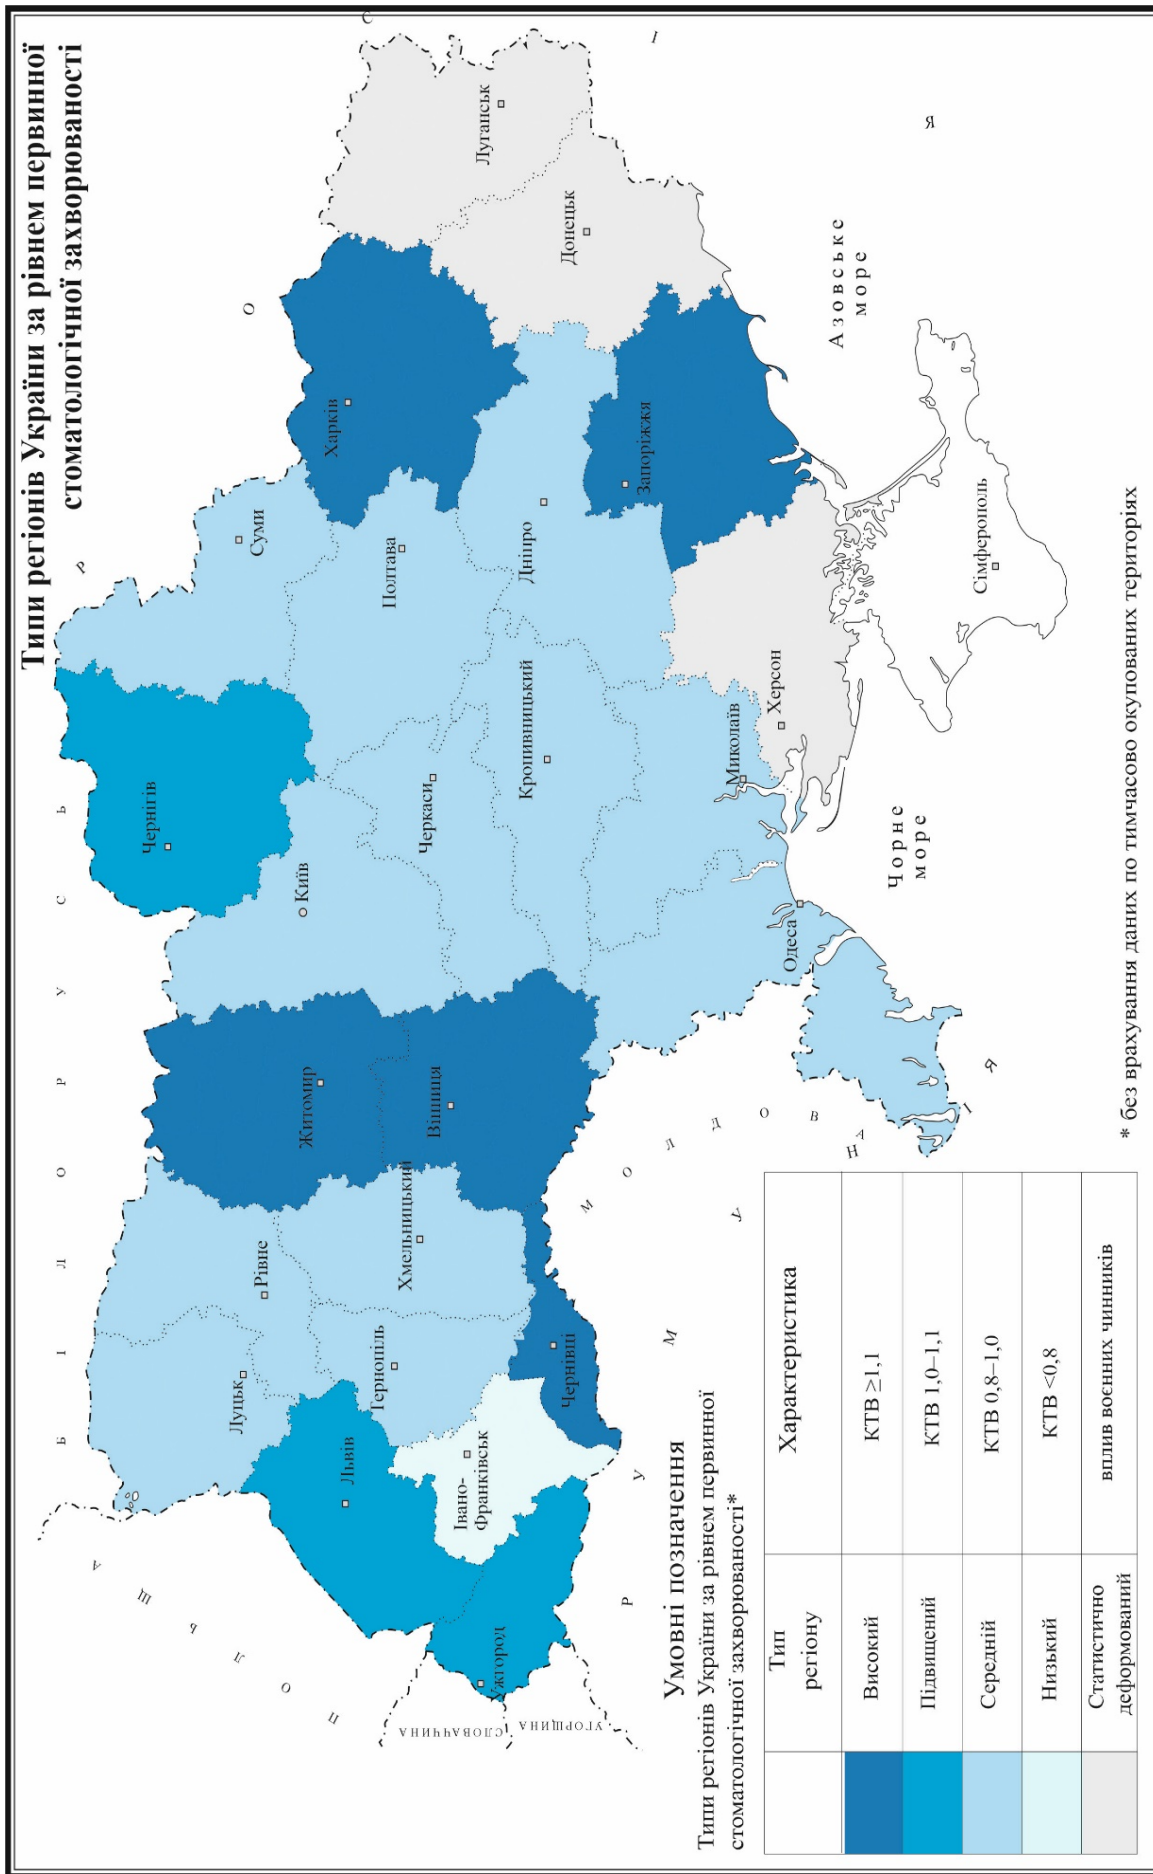 Типи регіонів України за рівнем первинної
стоматологічної захворюваності
Б І Л О Р У С Ь
Р О С І Я
П О Л Ь Щ А
СЛОВАЧЧИНА
УГОРЩИНА
Р У М У Н І Я
М О Л Д О В А
Чернігів
Суми
Луцьк
Рівне
Житомир
Київ
Харків
Львів
Полтава
Тернопіль
Хмельницький
Вінниця
Черкаси
Луганськ
Івано-
Франківськ
Ужгород
Чернівці
Кропивницький
Дніпро
Донецьк
Запоріжжя
Миколаїв
Херсон
Одеса
Сімферополь
Азовське
море
Чорне
море
Умовні позначення
Типи регіонів України за рівнем первинної
стоматологічної захворюваності*
Тип
регіону
Характеристика
Високий
КТВ ≥1,1
Підвищений
КТВ 1,0–1,1
Середній
КТВ 0,8–1,0
Низький
КТВ <0,8
Статистично
деформований
вплив воєнних чинників
* без врахування даних по тимчасово окупованих територіях